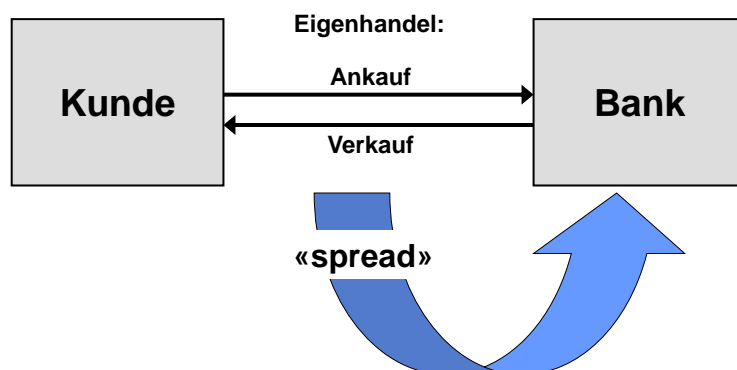 Eigenhandel:
Ankauf
Kunde
Bank
Verkauf
«spread»